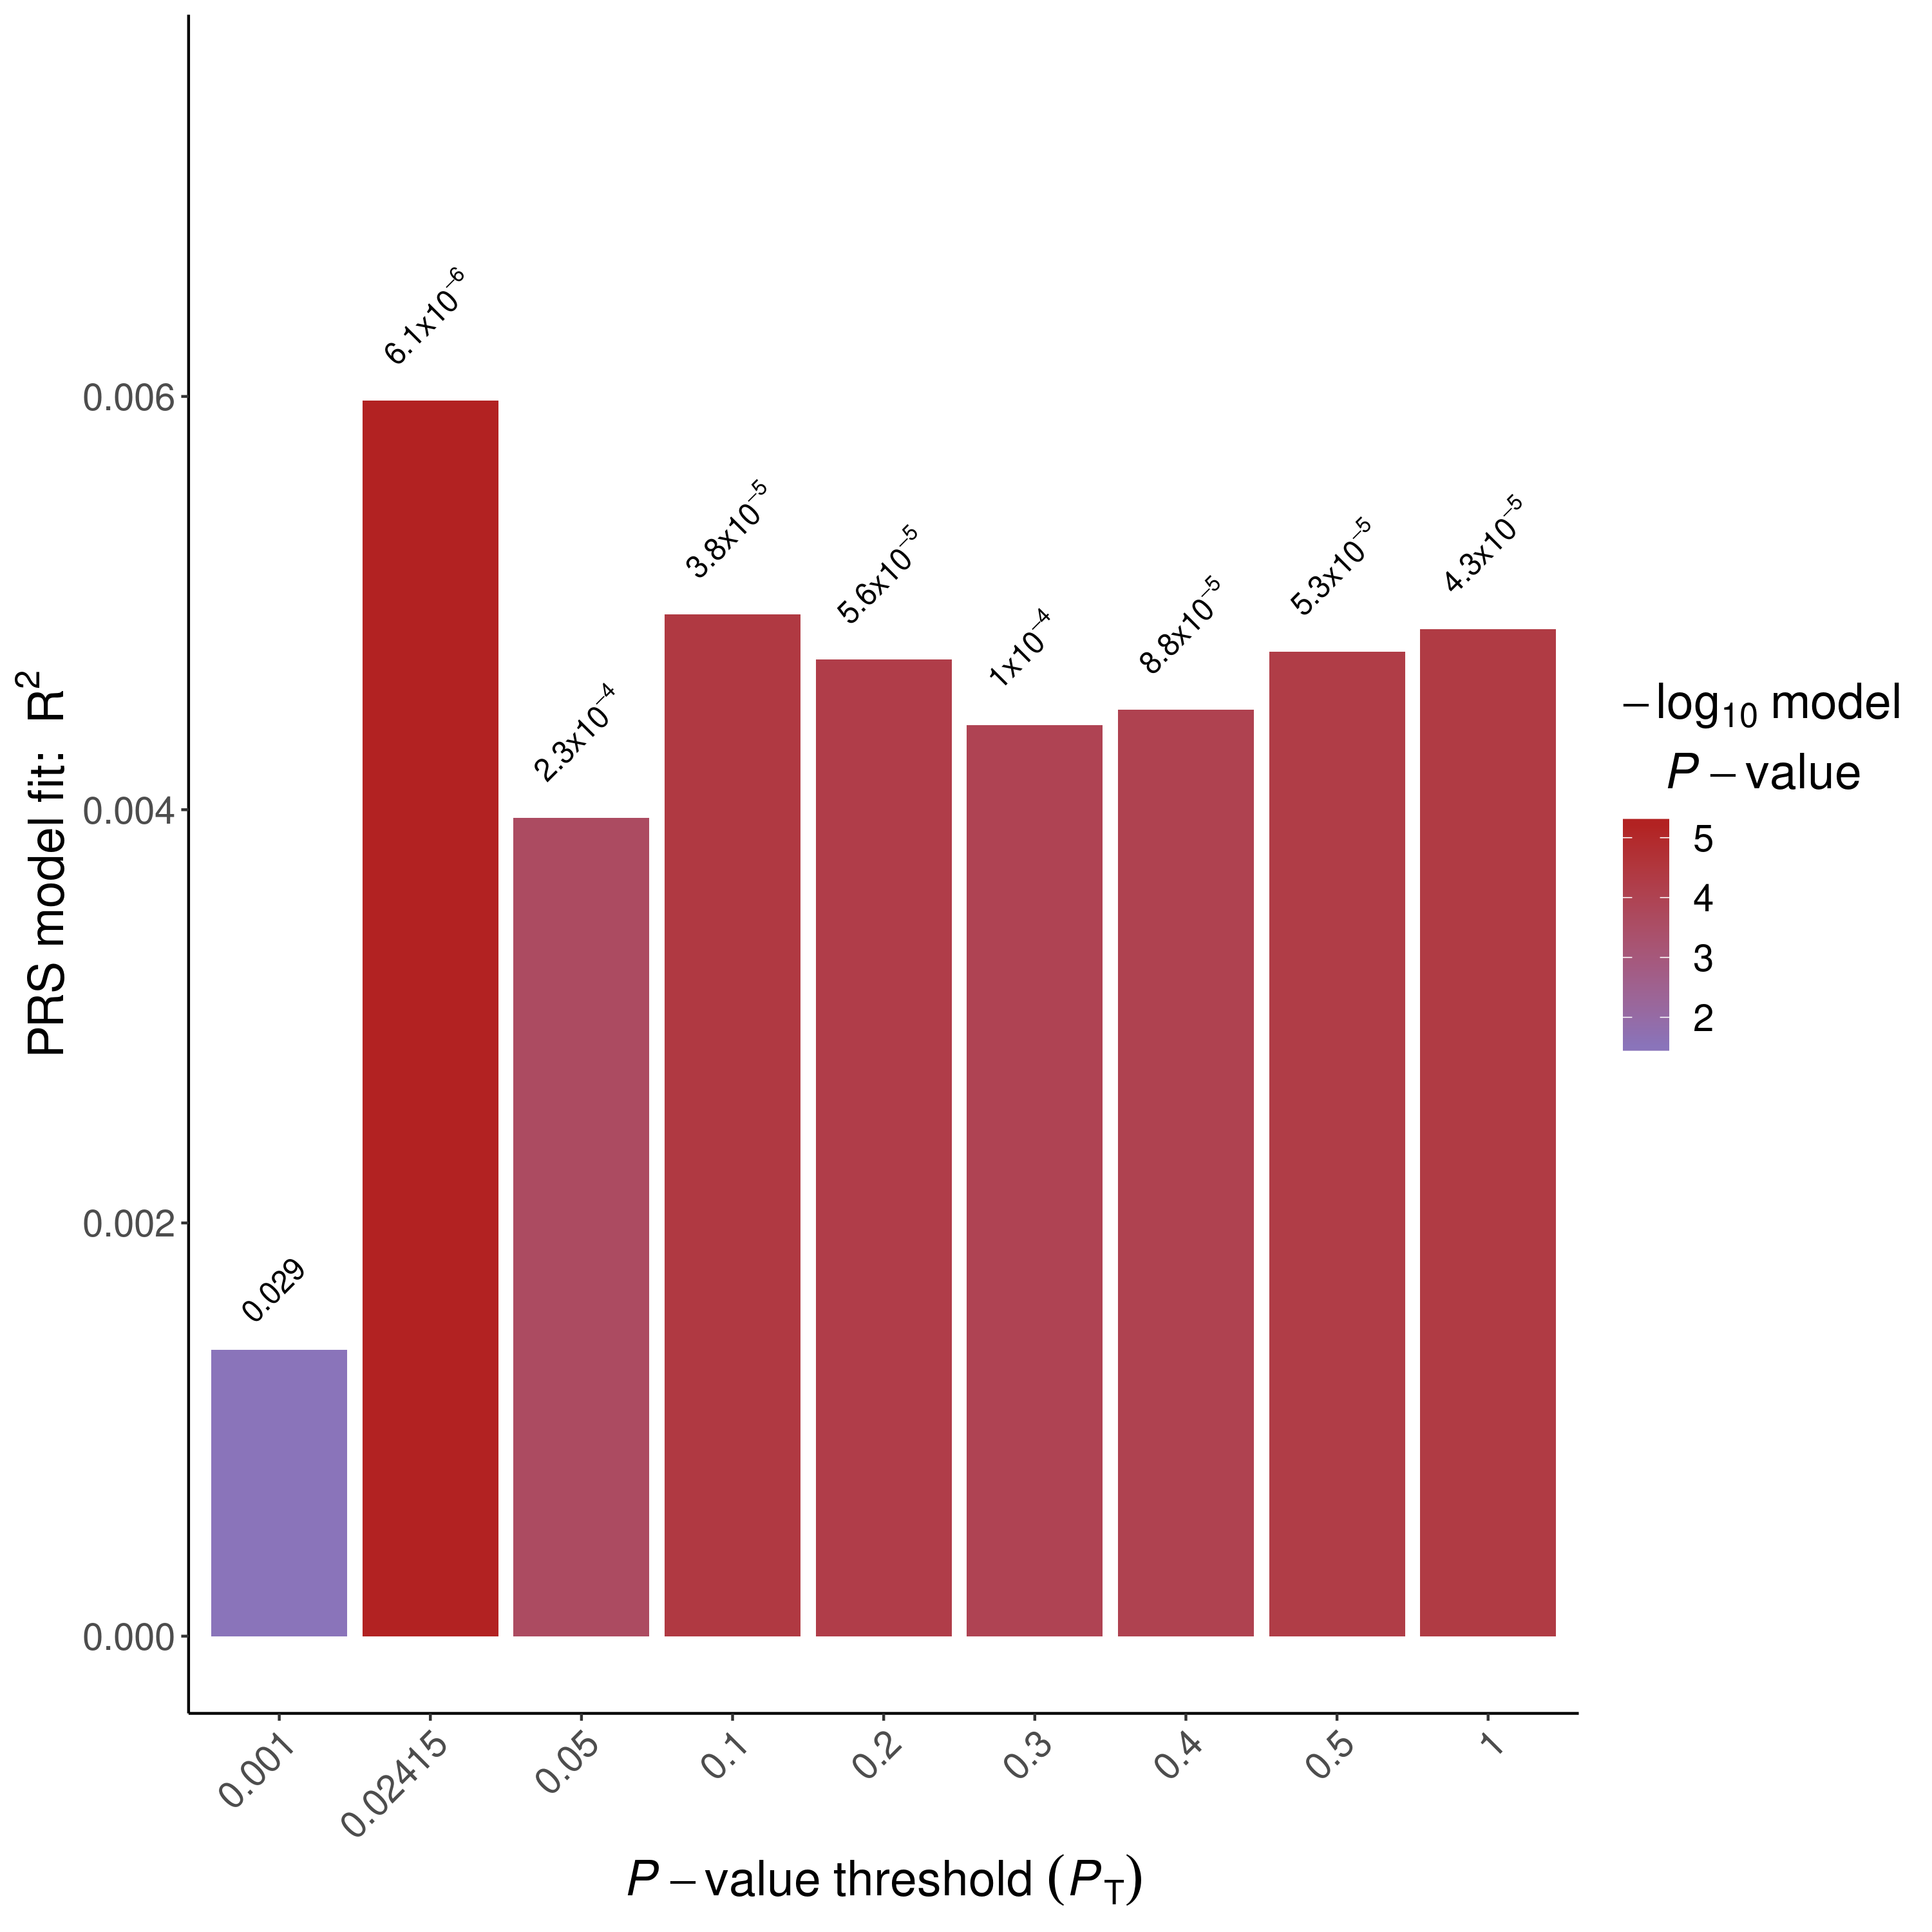 6.1x10⁻⁶
0.006
3.8x10⁻⁵
4.3x10⁻⁵
5.3x10⁻⁵
5.6x10⁻⁵
8.8x10⁻⁵
1x10⁻⁴
2.3x10⁻⁴
PRS model fit: R²
0.004
0.002
0.029
0.000
−log₁₀ model
P−value
5
4
3
2
0.001
0.02415
0.05
0.1
0.2
0.3
0.4
0.5
1
P−value threshold (P_T)